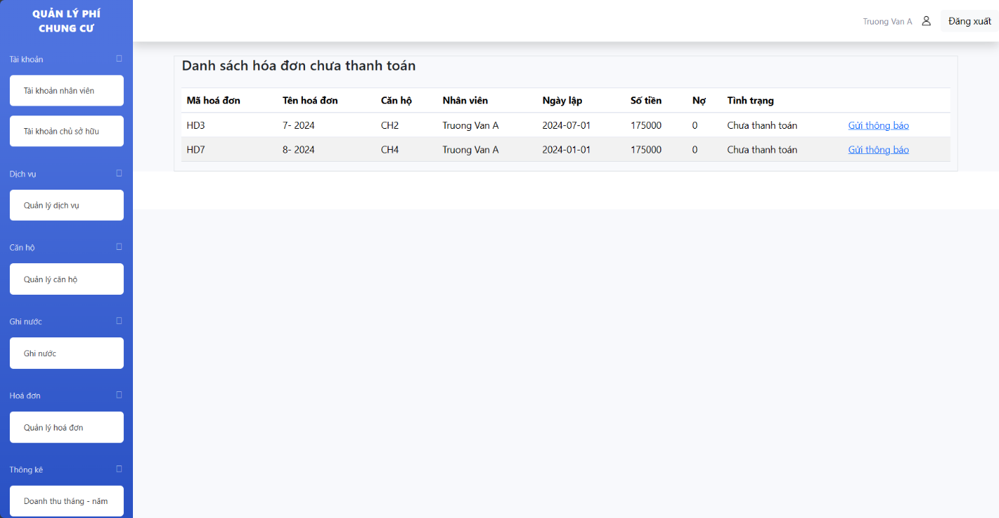 QUẢN LÝ PHÍ
CHUNG CƯ
Truong Van A
Đăng xuất
Tài khoản
Tài khoản nhân viên
Tài khoản chủ sở hữu
Dịch vụ
Quản lý dịch vụ
Căn hộ
Quản lý căn hộ
Ghi nước
Ghi nước
Hoá đơn
Quản lý hoá đơn
Thông kê
Doanh thu tháng - năm
Danh sách hóa đơn chưa thanh toán
Mã hoá đơn Tên hoá đơn Căn hộ Nhân viên Ngày lập Số tiền Nợ Tình trạng
HD3 7- 2024 CH2 Truong Van A 2024-07-01 175000 0 Chưa thanh toán Gửi thông báo
HD7 8- 2024 CH4 Truong Van A 2024-01-01 175000 0 Chưa thanh toán Gửi thông báo